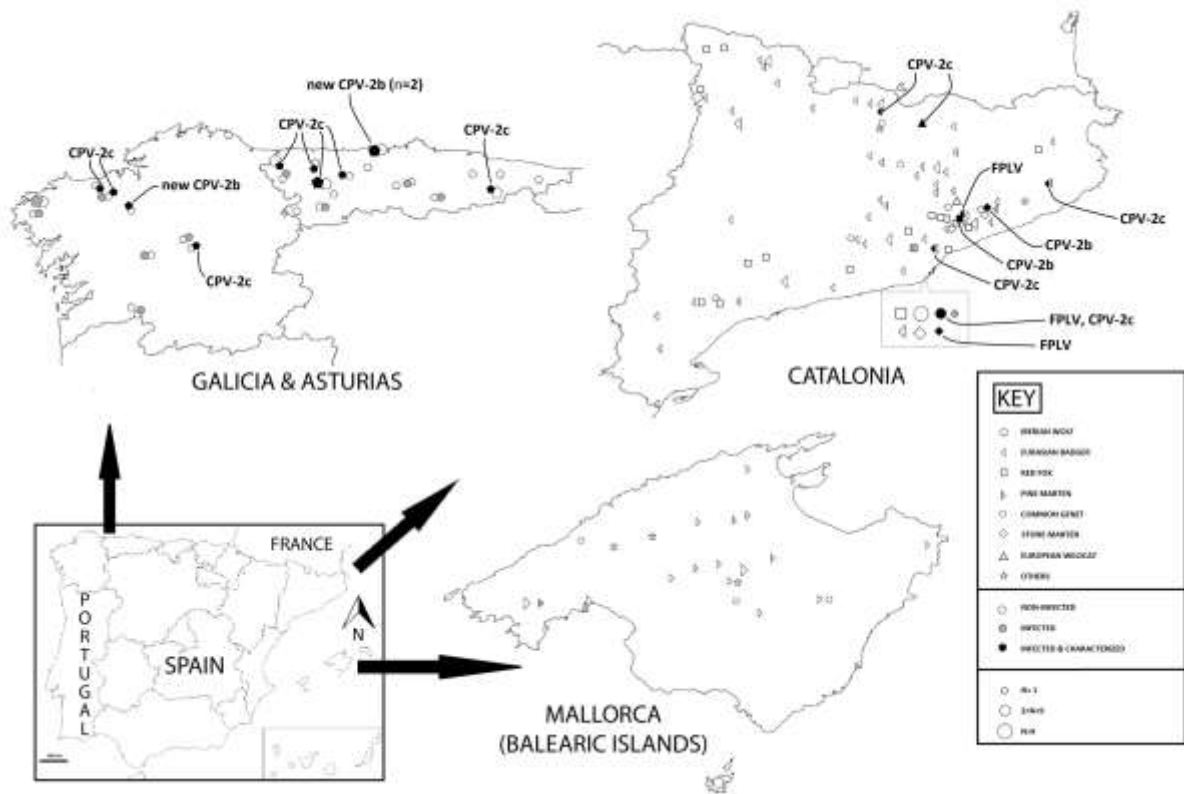 new CPV-2b (n=2)
CPV-2c
CPV-2c
CPV-2c
new CPV-2b
CPV-2c
GALICIA & ASTURIAS
CPV-2c
FPLV
CPV-2c
CPV-2b
CPV-2b
CPV-2c
FPLV, CPV-2c
FPLV
CATALONIA
KEY
IBERIAN WOLF
EURASIAN BADGER
RED FOX
PINE MARTEN
COMMON GENET
STONE MARTEN
EUROPEAN WILDCAT
OTHERS
NON-INFECTED
INFECTED
INFECTED & CHARACTERIZED
N= 1
FRANCE
PORTUGAL
SPAIN
N
MALLORCA
(BALEARIC ISLANDS)